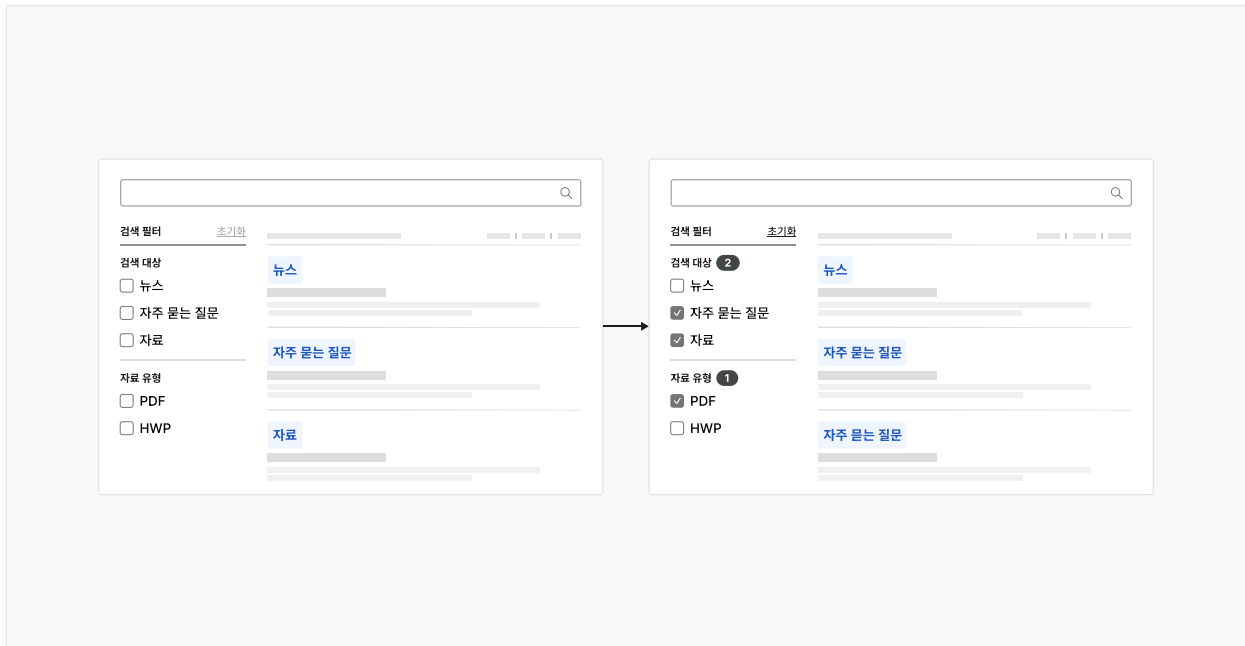 검색 필터 초기화
검색 대상
뉴스
자주 묻는 질문
자료
자료 유형
PDF
HWP
뉴스
자주 묻는 질문
자료
검색 필터 초기화
검색 대상 2
뉴스
자주 묻는 질문
자료
자료 유형 1
PDF
HWP
뉴스
자주 묻는 질문
자주 묻는 질문